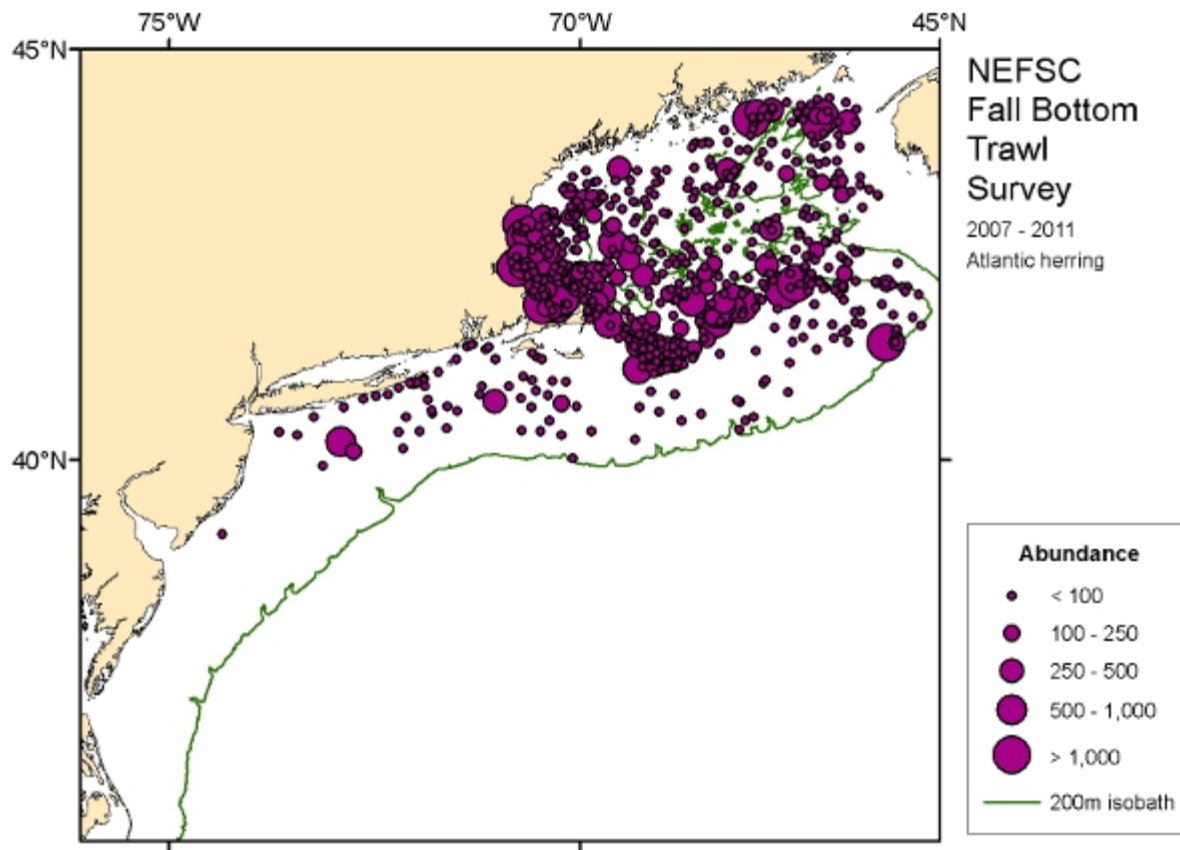 75°W 70°W 45°N
45°N
NEFSC
Fall Bottom
Trawl
Survey
2007 - 2011
Atlantic herring
40°N
Abundance
< 100
100 - 250
250 - 500
500 - 1,000
> 1,000
200m isobath